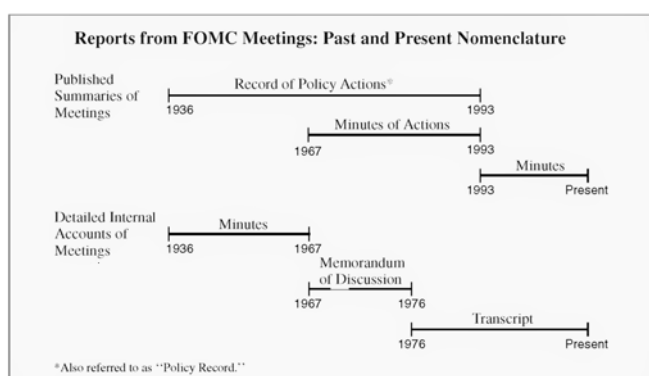 Reports from FOMC Meetings: Past and Present Nomenclature
Published
Summaries of
Meetings
Record of Policy Actions*
1936 1993
Minutes of Actions
1967 1993
Minutes
1993 Present
Detailed Internal
Accounts of
Meetings
Minutes
1936 1967
Memorandum
of Discussion
1967 1976
Transcript
1976 Present
*Also referred to as "Policy Record."